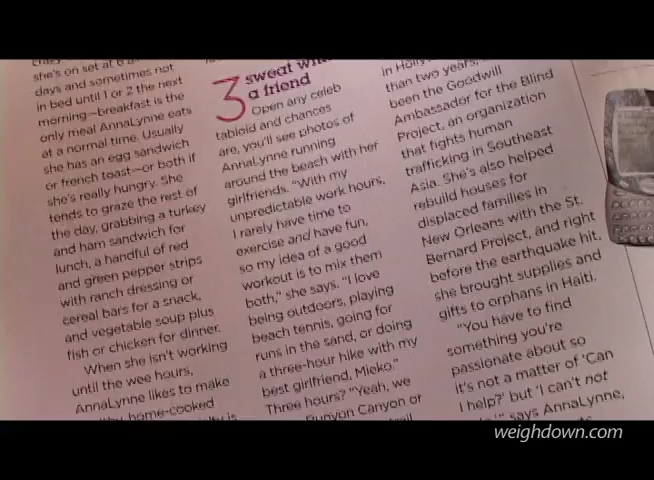 she's on set at 6 a
days and sometimes not
in bed until 1 or 2 the next
morning—breakfast is the
only meal AnnaLynne eats
at a normal time. Usually
she has an egg sandwich
or french toast—or both if
she's really hungry. She
tends to graze the rest of
the day, grabbing a turkey
and ham sandwich for
lunch, a handful of red
and green pepper strips
with ranch dressing or
cereal bars for a snack,
and vegetable soup plus
fish or chicken for dinner.
When she isn't working
until the wee hours,
AnnaLynne likes to make
home-cooked
3 sweat
a friend
Open any celeb
tabloid and chances
are, you'll see photos of
AnnaLynne running
around the beach with her
girlfriends. "With my
unpredictable work hours,
I rarely have time to
exercise and have fun,
so my idea of a good
workout is to mix them
both," she says. "I love
being outdoors, playing
beach tennis, going for
runs in the sand, or doing
a three-hour hike with my
best girlfriend, Mieko."
Three hours? "Yeah, we
Runyon Canyon or
in Holly
than two years,
been the Goodwill
Ambassador for the Blind
Project, an organization
that fights human
trafficking in Southeast
Asia. She's also helped
rebuild houses for
displaced families in
New Orleans with the St.
Bernard Project, and right
before the earthquake hit,
she brought supplies and
gifts to orphans in Haiti.
"You have to find
something you're
passionate about so
it's not a matter of 'Can
I help?' but 'I can't not
says AnnaLynne,
weighdown.com